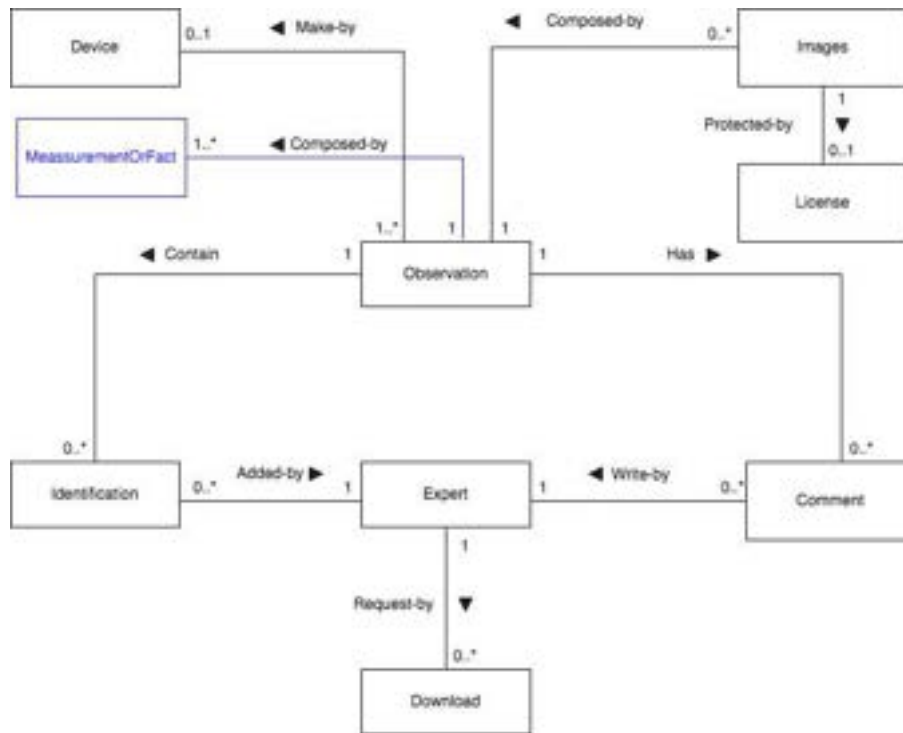 0..1 ◄ Make-by ◄ Composed-by 0..*
Device Images
1
Protected-by ▼
1..* ◄ Composed-by
MeassurementOrFact
0..1
License
1..* 1 1
◄ Contain 1 Observation 1 Has ►
0..* 0..*
Added-by ► ◄ Write-by
Identification 0..* 1 Expert 1 0..* Comment
1
Request-by ▼
0..*
Download